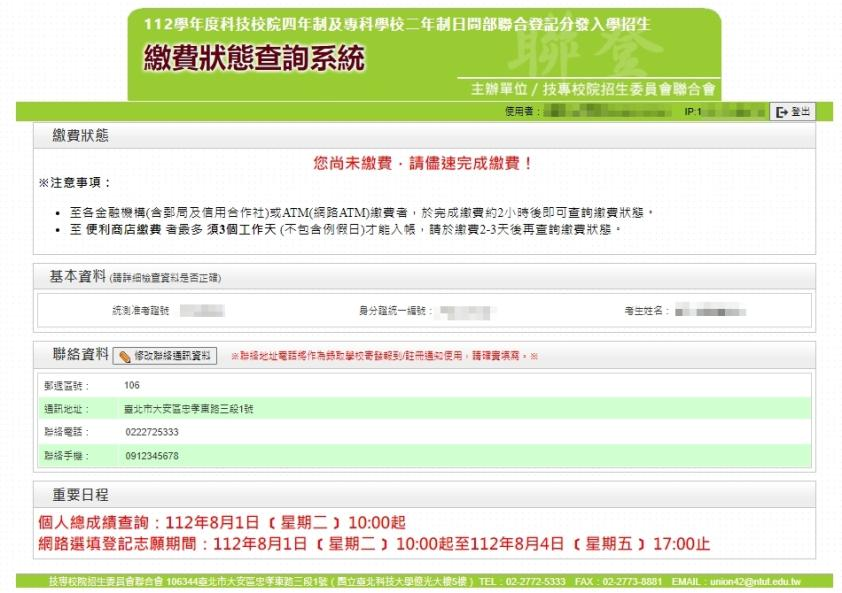 112學年度科技校院四年制及專科學校二年制日間部聯合登記分發入學招生
聯登
繳費狀態查詢系統
主辦單位/技專校院招生委員會聯合會
使用者： IP:1 登出
繳費狀態
您尚未繳費，請儘速完成繳費！
※注意事項：
• 至各金融機構(含郵局及信用合作社)或ATM(網路ATM)繳費者，於完成繳費約2小時後即可查詢繳費狀態。
• 至 便利商店繳費 者最多 須3個工作天 (不包含例假日)才能入帳，請於繳費2-3天後再查詢繳費狀態。
基本資料 (請詳細檢查資料是否正確)
統測准考證號 身分證統一編號： 考生姓名：
聯絡資料 修改聯絡通訊資料 ※聯絡地址電話將作為錄取學校寄發報到/註冊通知使用，請確實填寫。※
郵遞區號： 106
通訊地址： 臺北市大安區忠孝東路三段1號
聯絡電話： 0222725333
聯絡手機： 0912345678
重要日程
個人總成績查詢：112年8月1日（星期二）10:00起
網路選填登記志願期間：112年8月1日（星期二）10:00起至112年8月4日（星期五）17:00止
技專校院招生委員會聯合會 106344臺北市大安區忠孝東路三段1號（國立臺北科技大學億光大樓5樓）TEL：02-2772-5333 FAX：02-2773-8881 EMAIL：union42@ntut.edu.tw